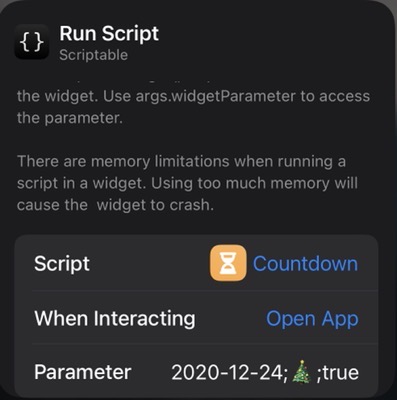 { }
Run Script
Scriptable
the widget. Use args.widgetParameter to access
the parameter.
There are memory limitations when running a
script in a widget. Using too much memory will
cause the widget to crash.
Script Countdown
When Interacting Open App
Parameter 2020-12-24;🎄;true